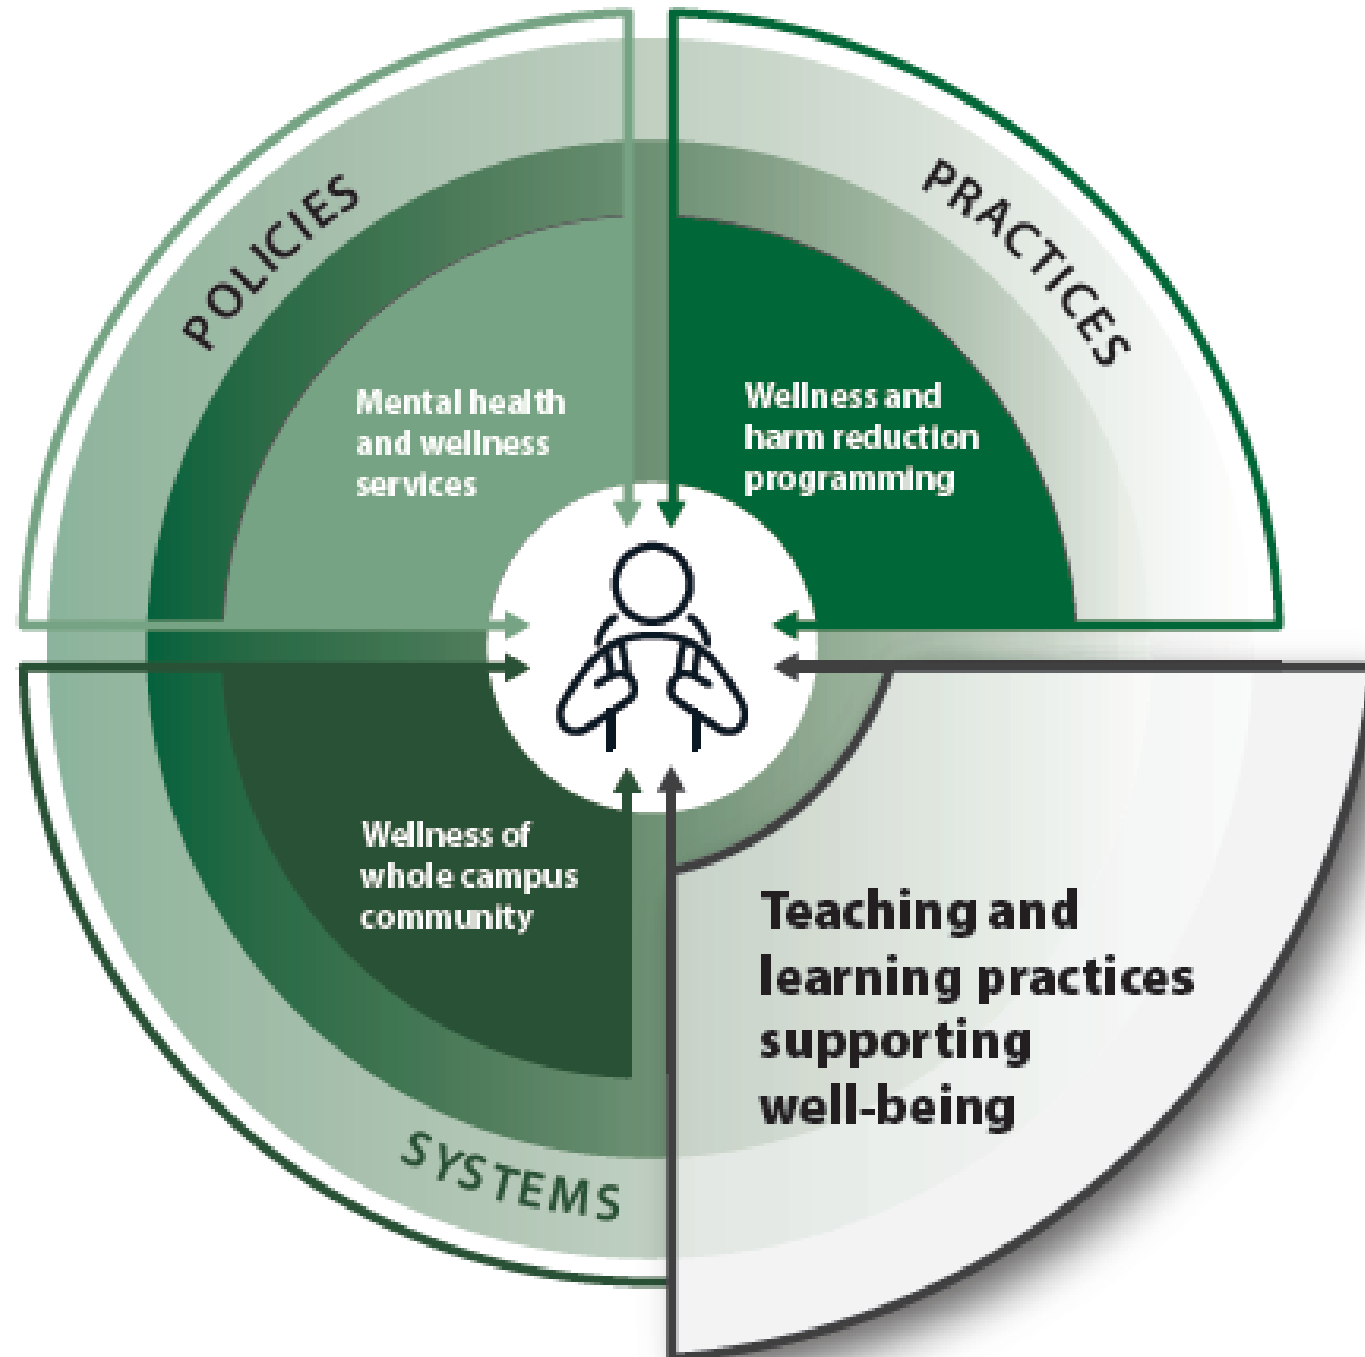 POLICIES
PRACTICES
Mental health
and wellness
services
Wellness and
harm reduction
programming
Wellness of
whole campus
community
Teaching and
learning practices
supporting
well-being
SYSTEMS